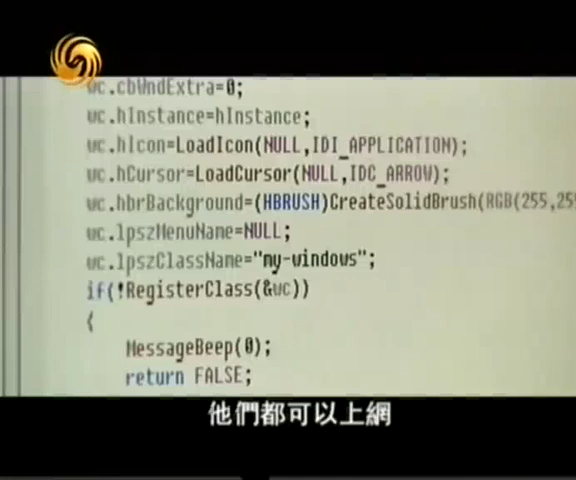 wc.cbWndExtra=0;
wc.hInstance=hInstance;
wc.hIcon=LoadIcon(NULL,IDI_APPLICATION);
wc.hCursor=LoadCursor(NULL,IDC_ARROW);
wc.hbrBackground=(HBRUSH)CreateSolidBrush(RGB(255,255
wc.lpszMenuName=NULL;
wc.lpszClassName="my-windows";
if(!RegisterClass(&wc))
{
MessageBeep(0);
return FALSE;
他們都可以上網